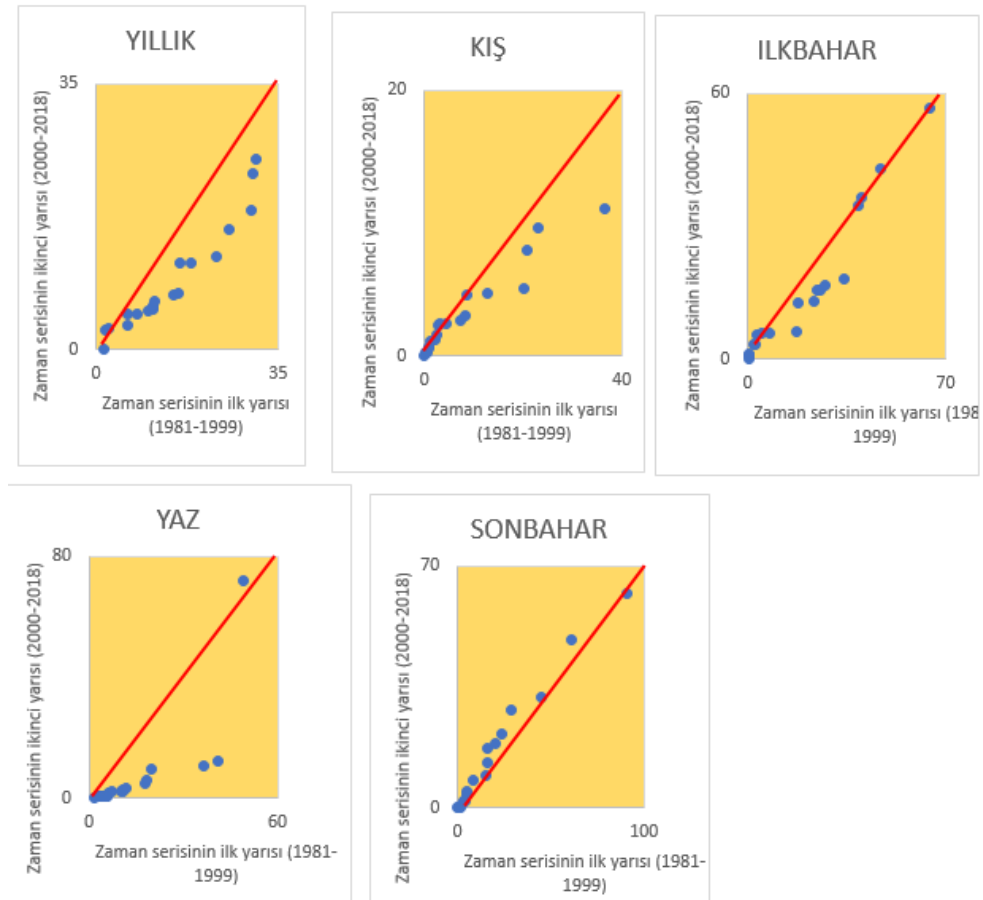 YILLIK
Zaman serisinin ikinci yarısı (2000-2018)
35
0
0
35
Zaman serisinin ilk yarısı
(1981-1999)
KIŞ
Zaman serisinin ikinci yarısı (2000-2018)
20
0
0
40
Zaman serisinin ilk yarısı
(1981-1999)
ILKBAHAR
Zaman serisinin ikinci yarısı (2000-2018)
60
0
0
70
Zaman serisinin ilk yarısı (198
1999)
YAZ
Zaman serisinin ikinci yarısı (2000-2018)
80
0
0
60
Zaman serisinin ilk yarısı (1981-
1999)
SONBAHAR
Zaman serisinin ikinci yarısı (2000-2018)
70
0
0
100
Zaman serisinin ilk yarısı (1981-
1999)